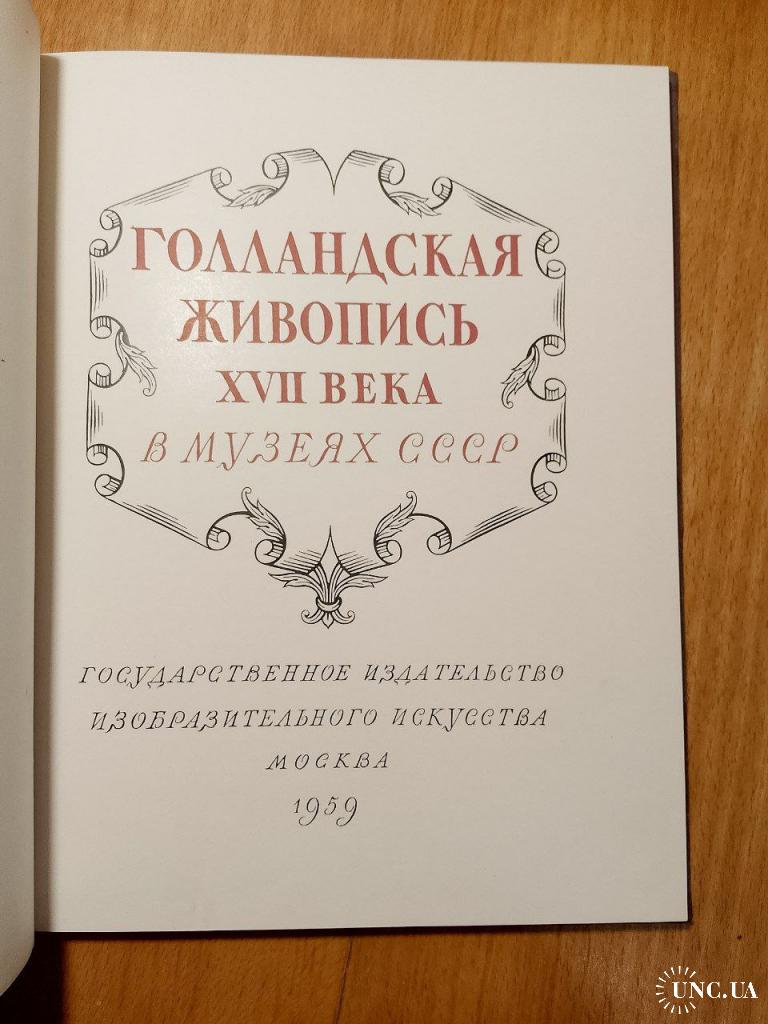 ГОЛЛАНДСКАЯ
ЖИВОПИСЬ
XVII ВЕКА
В МУЗЕЯХ СССР
ГОСУДАРСТВЕННОЕ ИЗДАТЕЛЬСТВО
ИЗОБРАЗИТЕЛЬНОГО ИСКУССТВА
МОСКВА
1959
UNC.UA